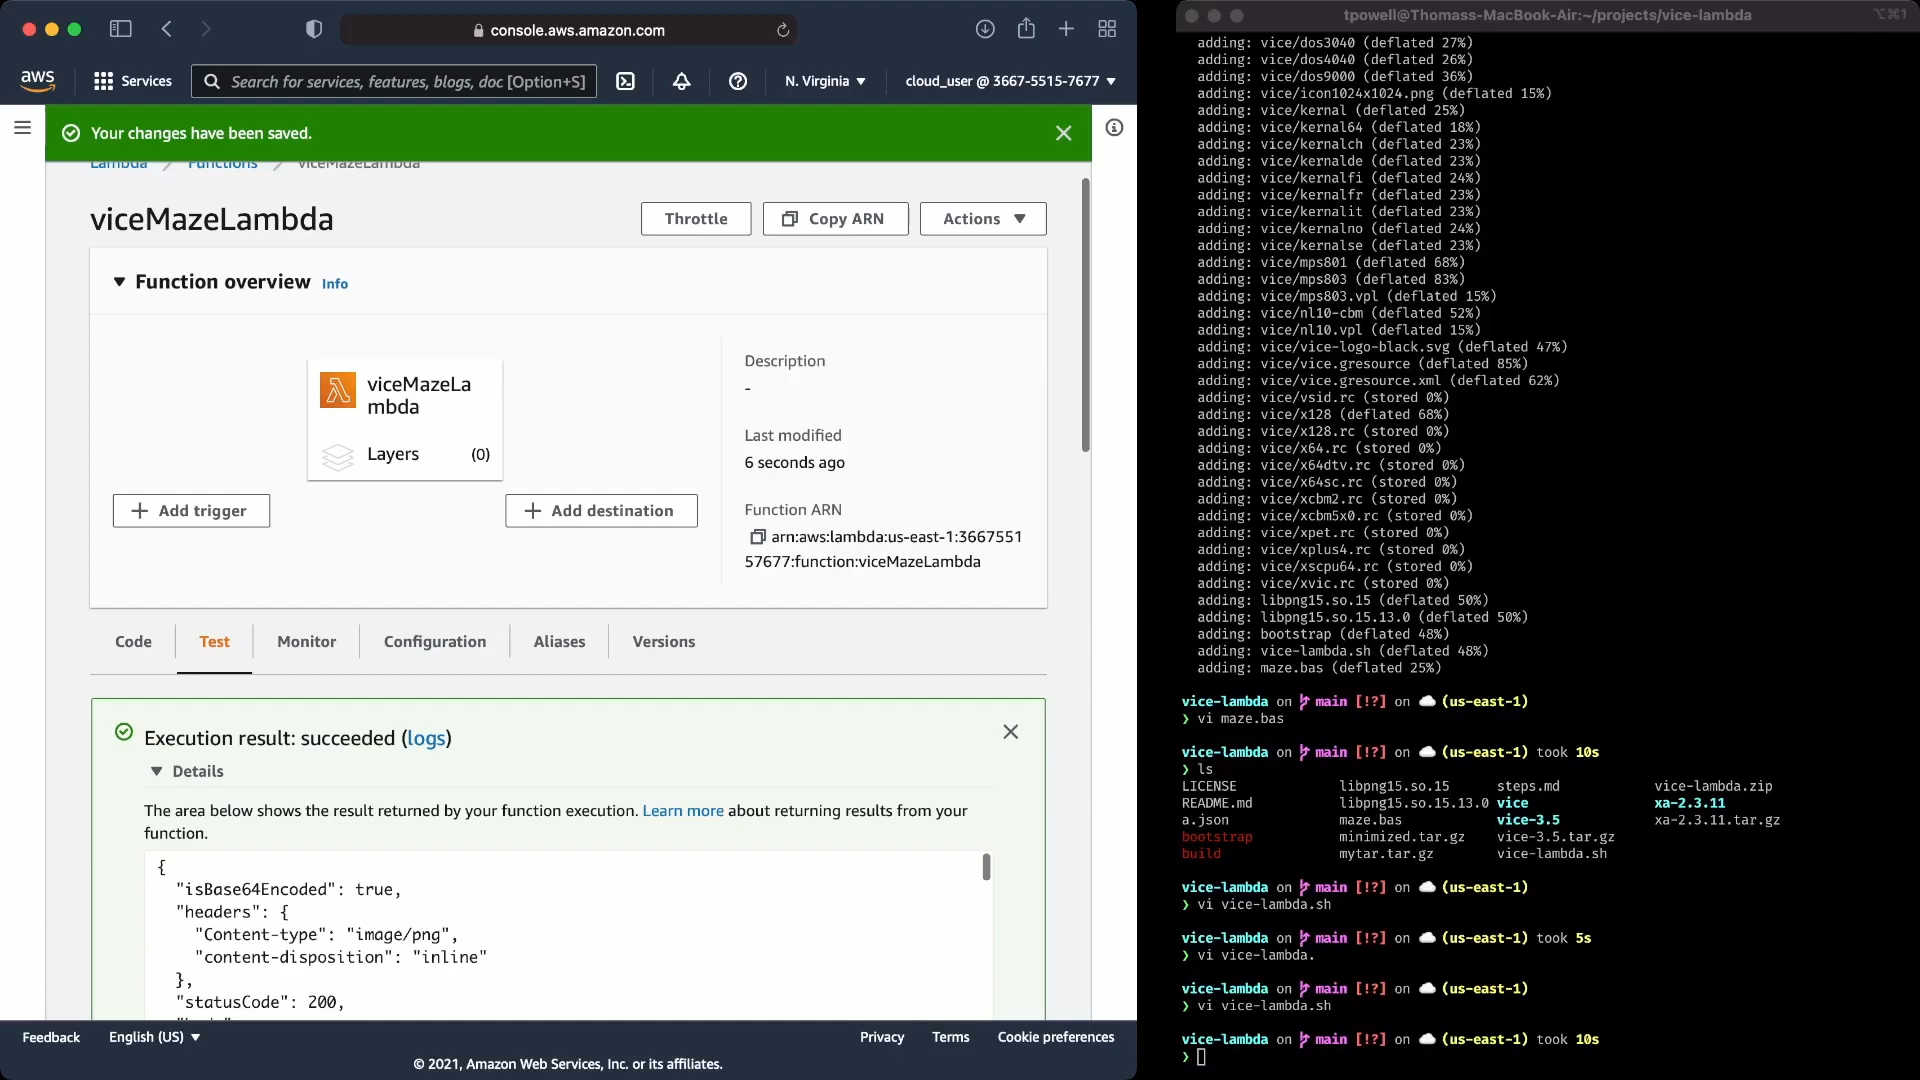 console.aws.amazon.com
aws
Services
Search for services, features, blogs, doc [Option+S]
N. Virginia ▼
cloud_user @ 3667-5515-7677 ▼
Your changes have been saved.
Lambda
Functions
viceMazeLambda
viceMazeLambda
Throttle
Copy ARN
Actions ▼
▼ Function overview Info
viceMazeLa
mbda
Layers (0)
+ Add trigger
+ Add destination
Description
-
Last modified
6 seconds ago
Function ARN
arn:aws:lambda:us-east-1:3667551
57677:function:viceMazeLambda
Code
Test
Monitor
Configuration
Aliases
Versions
Execution result: succeeded (logs)
▼ Details
The area below shows the result returned by your function execution. Learn more about returning results from your
function.
{
"isBase64Encoded": true,
"headers": {
"Content-type": "image/png",
"content-disposition": "inline"
},
"statusCode": 200,
Feedback
English (US) ▼
Privacy
Terms
Cookie preferences
© 2021, Amazon Web Services, Inc. or its affiliates.
tpowell@Thomass-MacBook-Air:~/projects/vice-lambda
⌥⌘1
adding: vice/dos3040 (deflated 27%)
adding: vice/dos4040 (deflated 26%)
adding: vice/dos9000 (deflated 36%)
adding: vice/icon1024x1024.png (deflated 15%)
adding: vice/kernal (deflated 25%)
adding: vice/kernal64 (deflated 18%)
adding: vice/kernalch (deflated 23%)
adding: vice/kernalde (deflated 23%)
adding: vice/kernalfi (deflated 24%)
adding: vice/kernalfr (deflated 23%)
adding: vice/kernalit (deflated 23%)
adding: vice/kernalno (deflated 24%)
adding: vice/kernalse (deflated 23%)
adding: vice/mps801 (deflated 68%)
adding: vice/mps803 (deflated 83%)
adding: vice/mps803.vpl (deflated 15%)
adding: vice/nl10-cbm (deflated 52%)
adding: vice/nl10.vpl (deflated 15%)
adding: vice/vice-logo-black.svg (deflated 47%)
adding: vice/vice.gresource (deflated 85%)
adding: vice/vice.gresource.xml (deflated 62%)
adding: vice/vsid.rc (stored 0%)
adding: vice/x128 (deflated 68%)
adding: vice/x128.rc (stored 0%)
adding: vice/x64.rc (stored 0%)
adding: vice/x64dtv.rc (stored 0%)
adding: vice/x64sc.rc (stored 0%)
adding: vice/xcbm2.rc (stored 0%)
adding: vice/xcbm5x0.rc (stored 0%)
adding: vice/xpet.rc (stored 0%)
adding: vice/xplus4.rc (stored 0%)
adding: vice/xscpu64.rc (stored 0%)
adding: vice/xvic.rc (stored 0%)
adding: libpng15.so.15 (deflated 50%)
adding: libpng15.so.15.13.0 (deflated 50%)
adding: bootstrap (deflated 48%)
adding: vice-lambda.sh (deflated 48%)
adding: maze.bas (deflated 25%)
vice-lambda on main [!?] on (us-east-1)
❯ vi maze.bas
vice-lambda on main [!?] on (us-east-1) took 10s
❯ ls
LICENSE libpng15.so.15 steps.md vice-lambda.zip
README.md libpng15.so.15.13.0 vice xa-2.3.11
a.json maze.bas vice-3.5 xa-2.3.11.tar.gz
bootstrap minimized.tar.gz vice-3.5.tar.gz
build mytar.tar.gz vice-lambda.sh
vice-lambda on main [!?] on (us-east-1)
❯ vi vice-lambda.sh
vice-lambda on main [!?] on (us-east-1) took 5s
❯ vi vice-lambda.
vice-lambda on main [!?] on (us-east-1)
❯ vi vice-lambda.sh
vice-lambda on main [!?] on (us-east-1) took 10s
❯